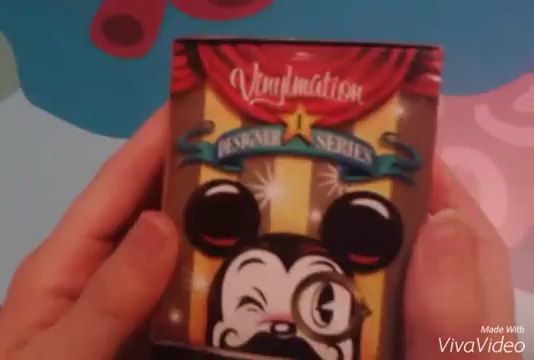 Vinylmation
1
DESIGNER SERIES
Made With
VivaVideo